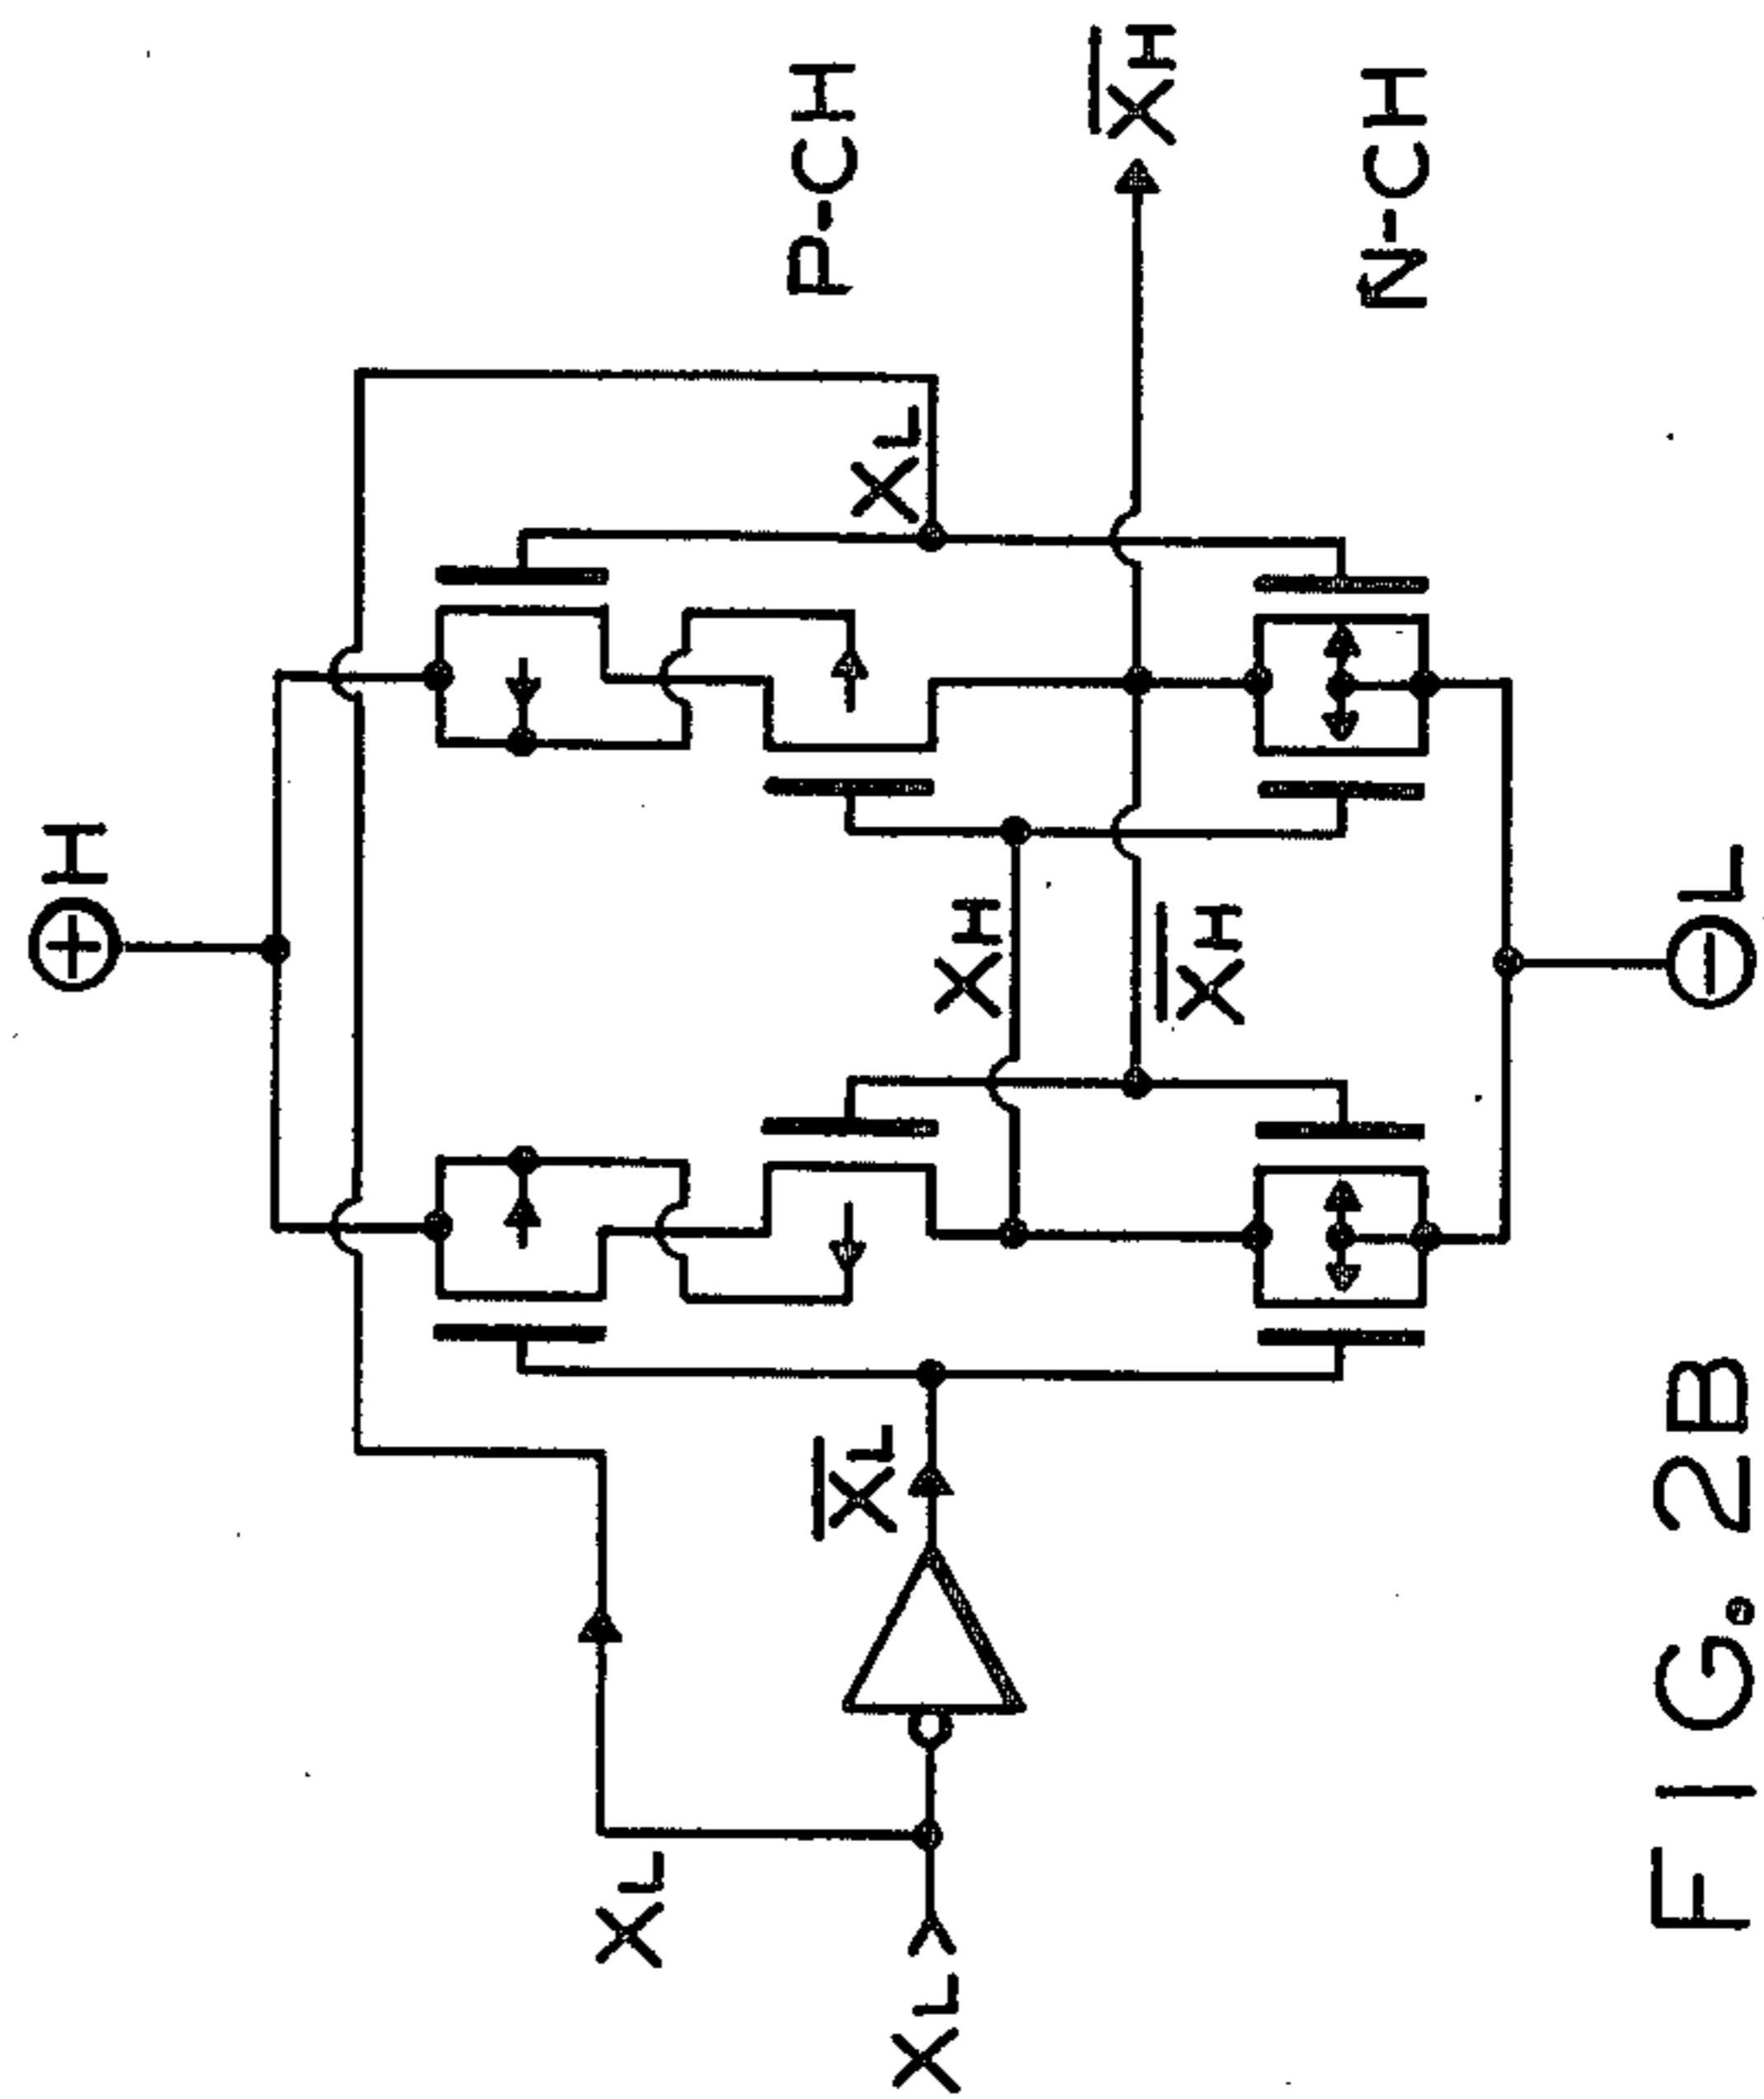 ⊕H
P-CH
XL
XH
X̅H̅
X̅H̅
X̅L̅
XL
XL
N-CH
⊖L
FIG. 2B